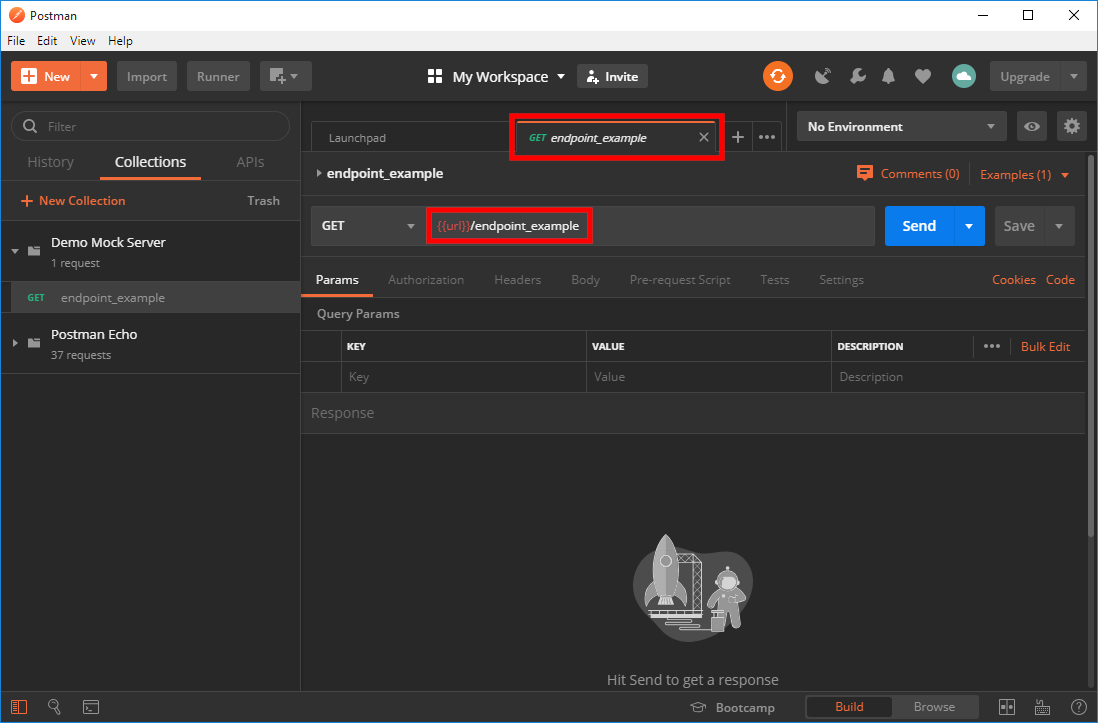 Postman
File Edit View Help
New Import Runner My Workspace Invite Upgrade
Filter
Launchpad GET endpoint_example No Environment
History Collections APIs
endpoint_example Comments (0) Examples (1)
New Collection Trash
GET {{url}}/endpoint_example Send Save
Demo Mock Server
1 request
Params Authorization Headers Body Pre-request Script Tests Settings Cookies Code
GET endpoint_example
Query Params
Postman Echo
37 requests
KEY VALUE DESCRIPTION Bulk Edit
Key Value Description
Response
Hit Send to get a response
Bootcamp Build Browse